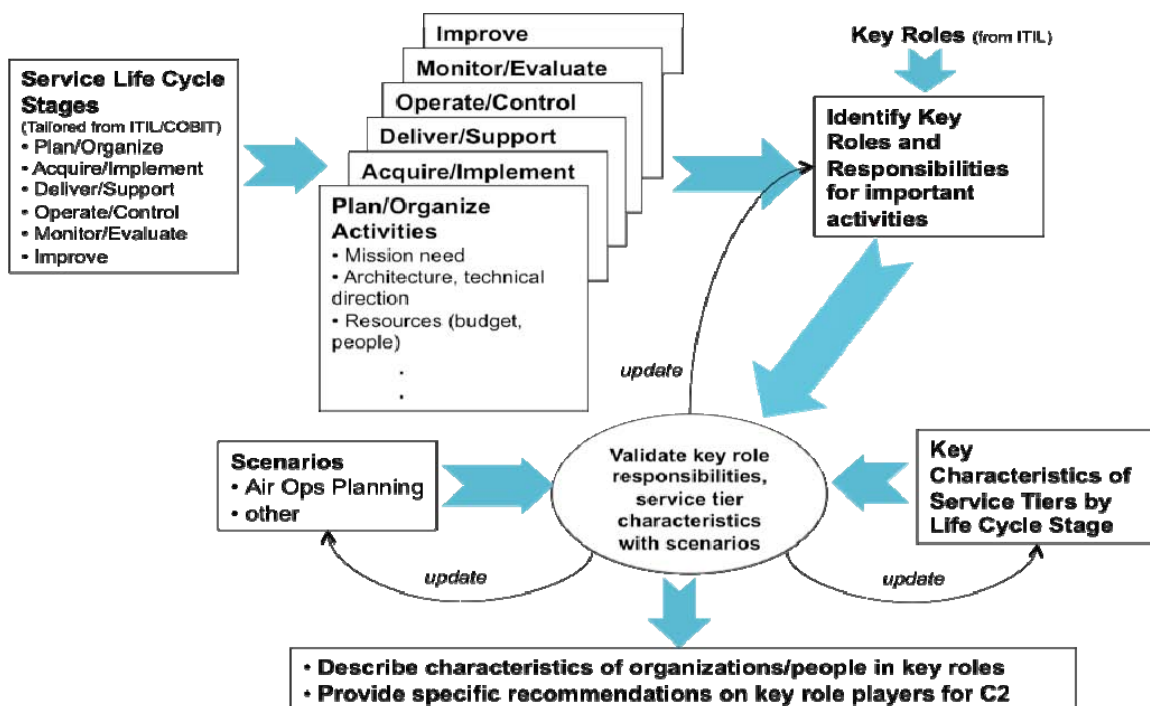 Service Life Cycle
Stages
(Tailored from ITIL/COBIT)
• Plan/Organize
• Acquire/Implement
• Deliver/Support
• Operate/Control
• Monitor/Evaluate
• Improve
Improve
Monitor/Evaluate
Operate/Control
Deliver/Support
Acquire/Implement
Plan/Organize
Activities
• Mission need
• Architecture, technical
direction
• Resources (budget,
people)
.
.
Key Roles (from ITIL)
Identify Key
Roles and
Responsibilities
for important
activities
update
Scenarios
• Air Ops Planning
• other
update
Validate key role
responsibilities,
service tier
characteristics
with scenarios
Key
Characteristics of
Service Tiers by
Life Cycle Stage
update
• Describe characteristics of organizations/people in key roles
• Provide specific recommendations on key role players for C2